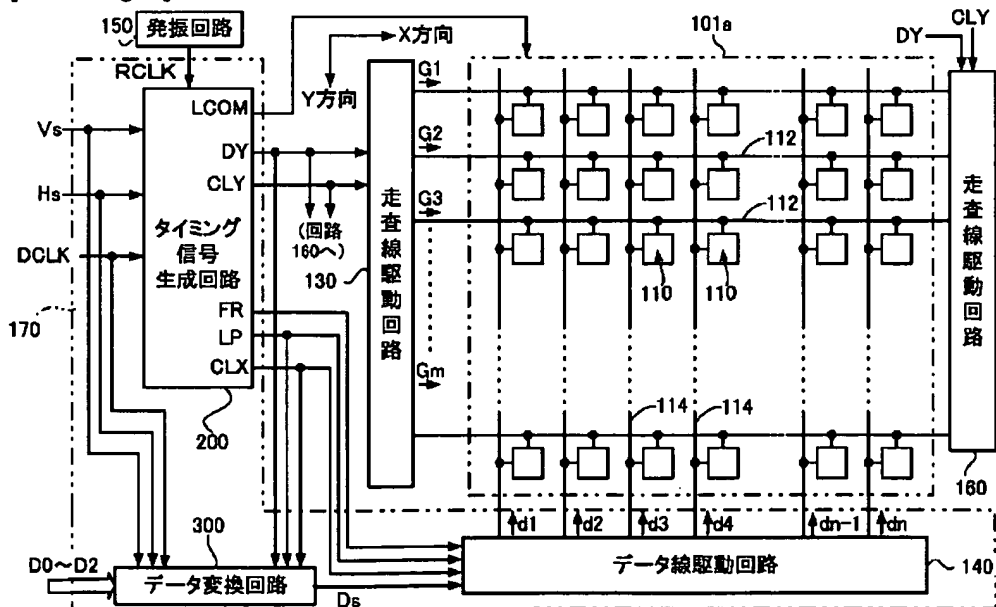 150
発振回路
RCLK
X方向
Y方向
101a
CLY
DY
LCOM
Vs
DY
Hs
CLY
タイミング
信号
生成回路
DCLK
(回路
160へ)
130
走査線駆動回路
G1
G2
G3
Gm
112
112
110
110
走査線駆動回路
170
FR
LP
CLX
200
114
114
160
d1
d2
d3
d4
dn-1
dn
300
D0～D2
データ変換回路
Ds
データ線駆動回路
140